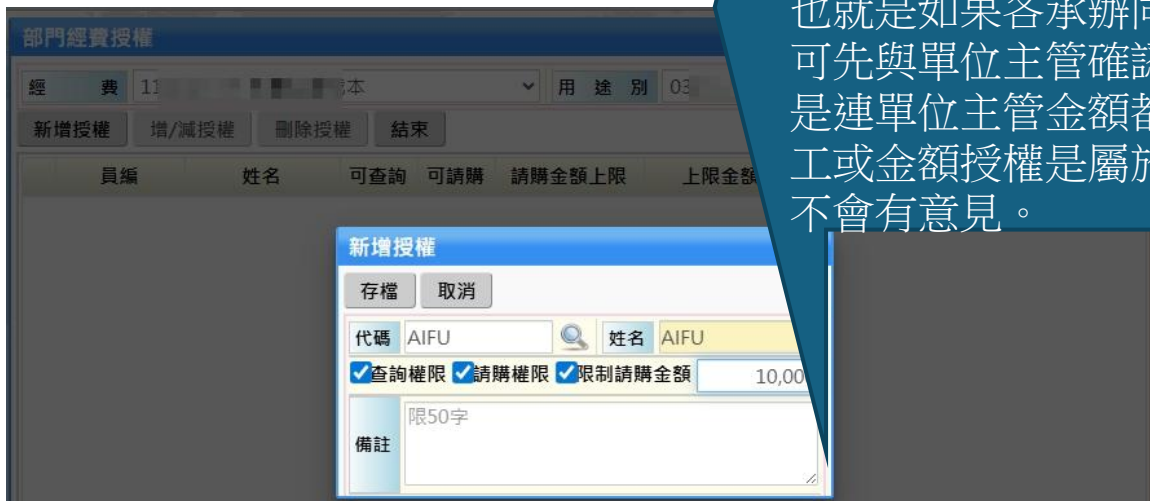 部門經費授權
也就是如果各承辦
可先與單位主管確認
是連單位主管金額都
工或金額授權是屬於
不會有意見。
經 費 11 本 用途別 03
新增授權 增/減授權 刪除授權 結束
員編 姓名 可查詢 可請購 請購金額上限 上限金額
新增授權
存檔 取消
代碼 AIFU 姓名 AIFU
查詢權限 請購權限 限制請購金額 10,00
限50字
備註